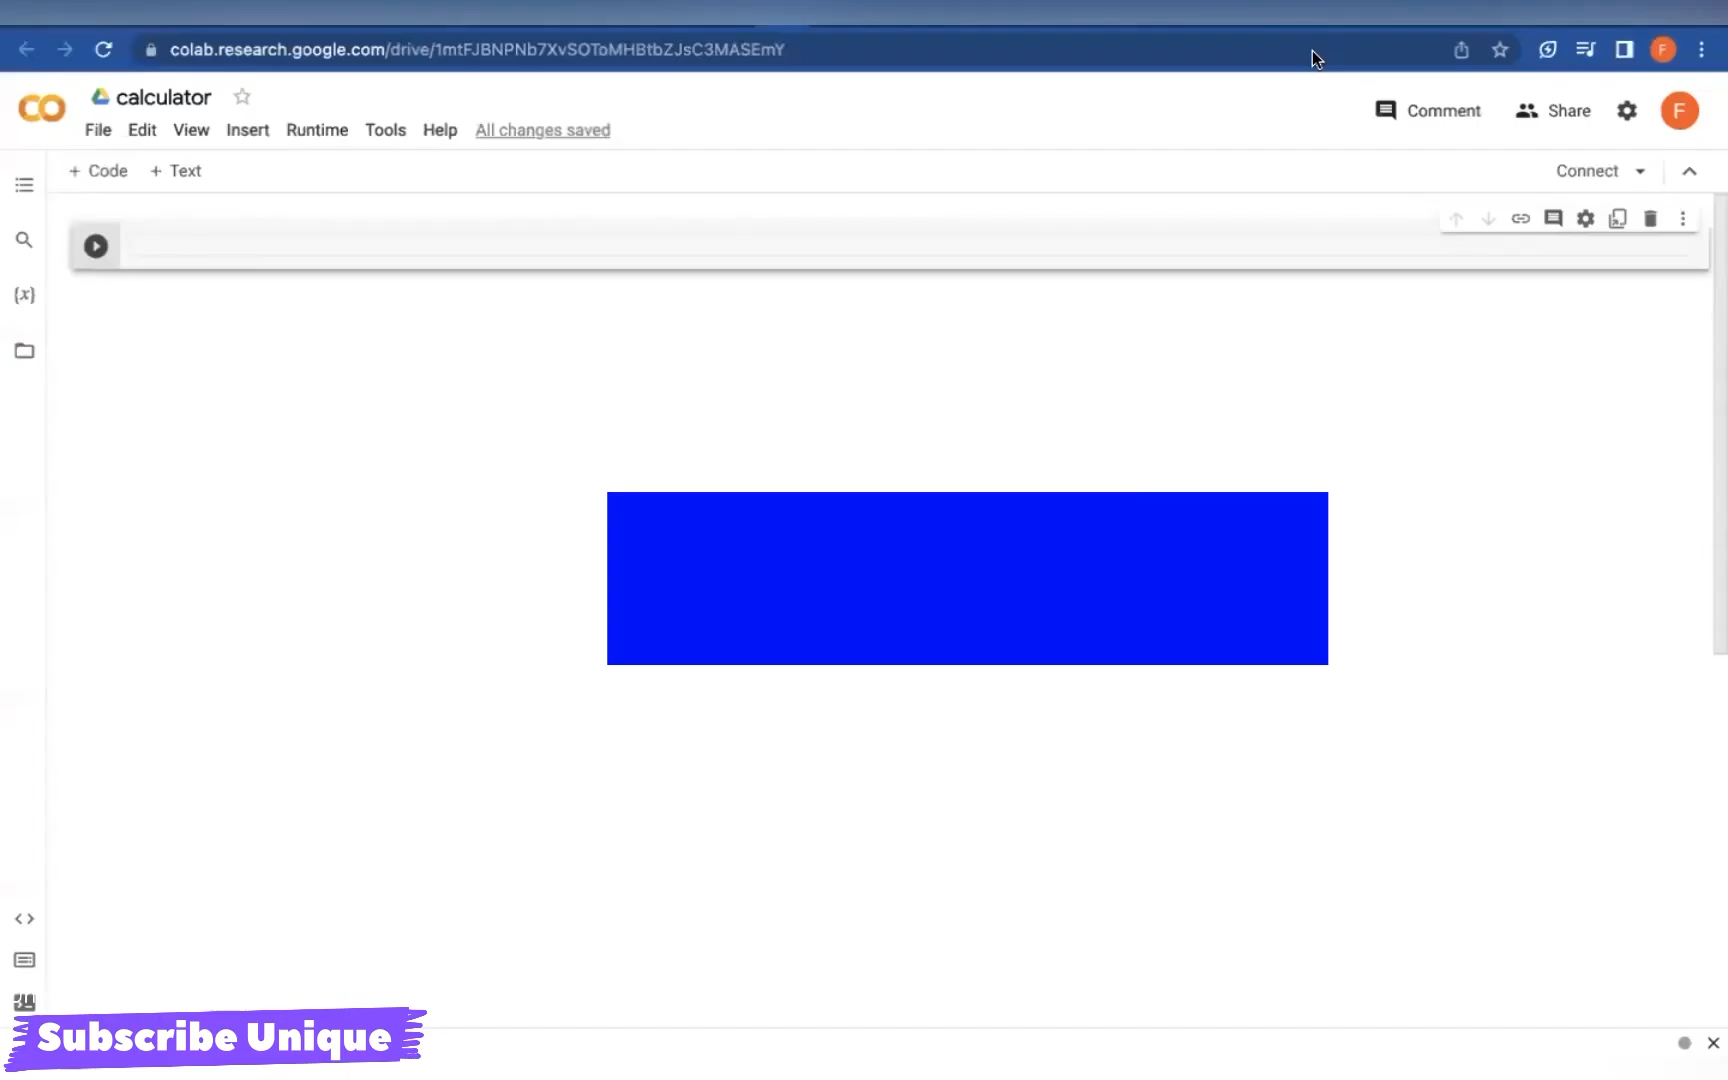 colab.research.google.com/drive/1mtFJBNPNb7XvSOToMHBtbZJsC3MASEmY
F
calculator
File Edit View Insert Runtime Tools Help All changes saved
Comment Share F
+ Code + Text
Connect
{x}
Subscribe Unique